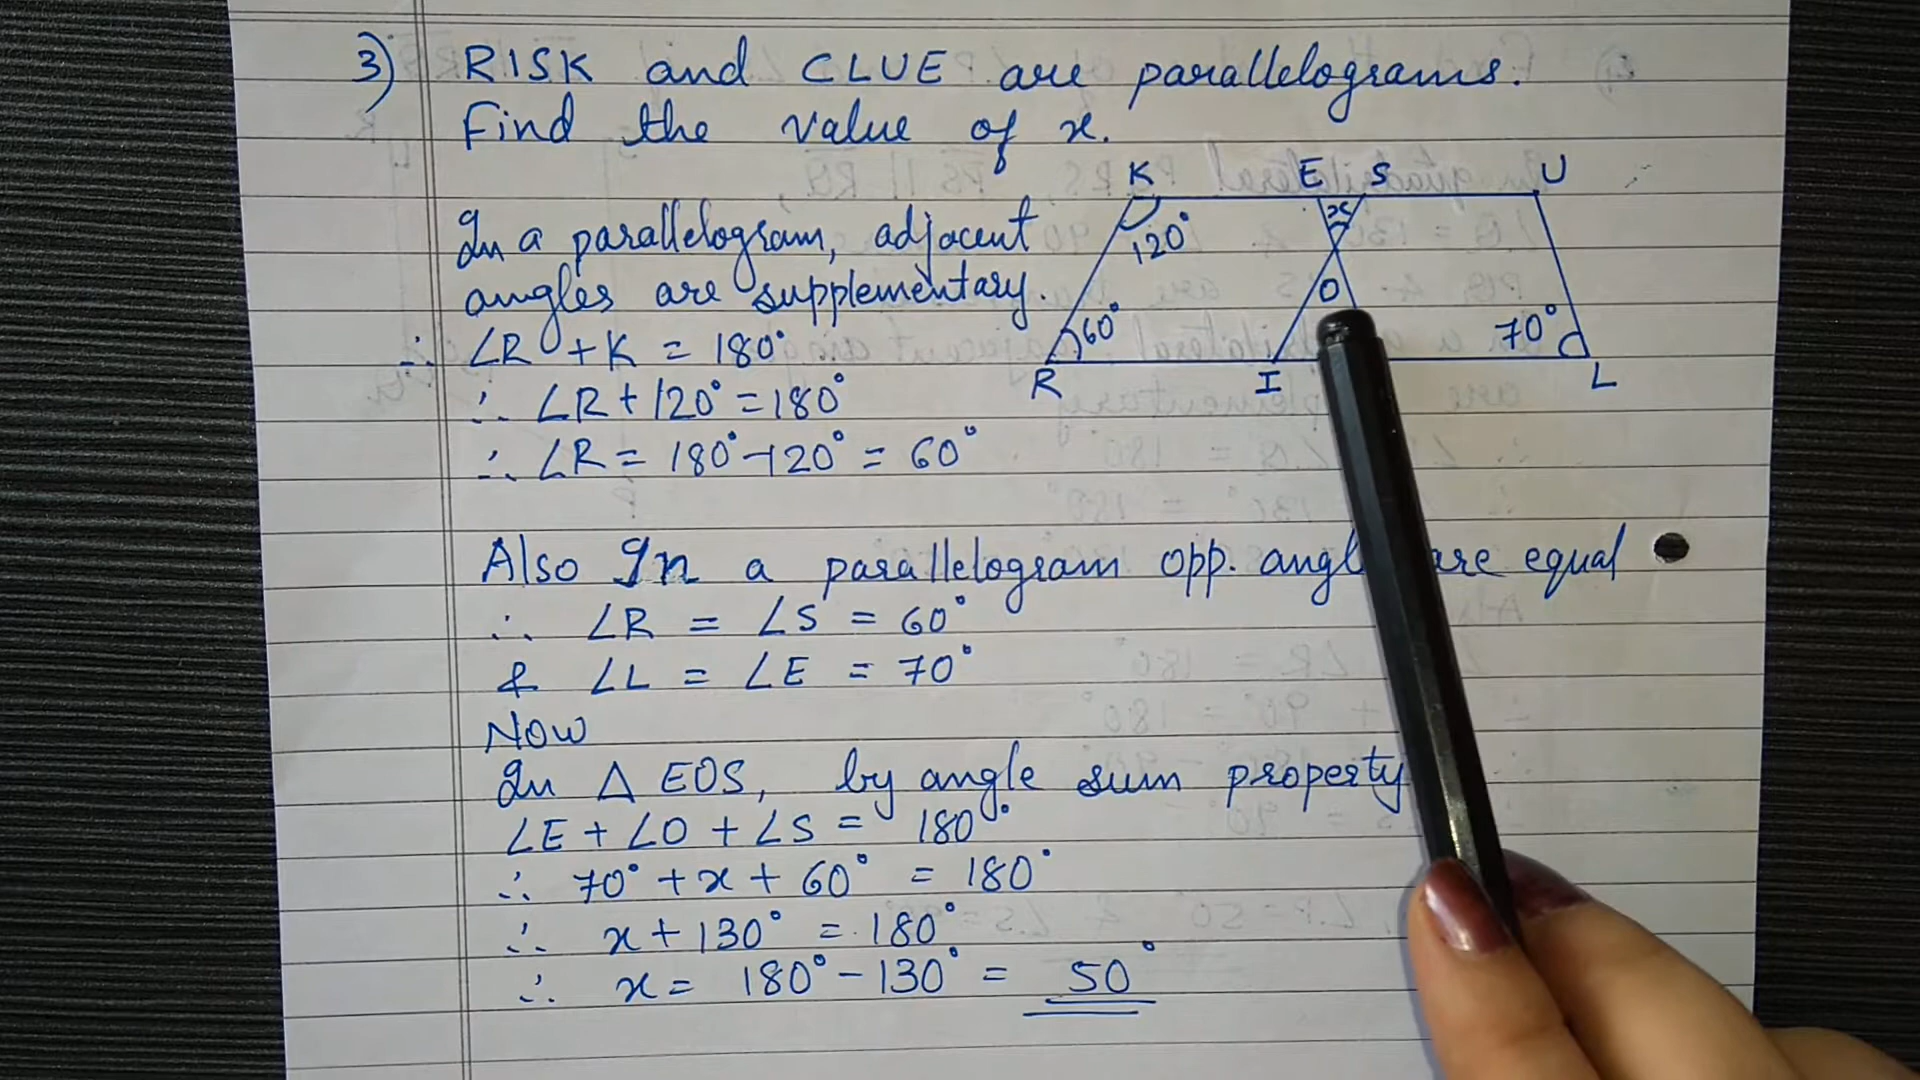 3) RISK and CLUE are parallelograms.
Find the value of x.
K E S U
In a parallelogram, adjacent
x
120°
angles are supplementary.
O
60°
70°
∴ ∠R + K = 180°
R I L
∴ ∠R + 120° = 180°
∴ ∠R = 180° - 120° = 60°
Also In a parallelogram opp. angl are equal
∴ ∠R = ∠S = 60°
& ∠L = ∠E = 70°
Now
In △ EOS, by angle sum property
∠E + ∠O + ∠S = 180°
∴ 70° + x + 60° = 180°
∴ x + 130° = 180°
∴ x = 180° - 130° = 50°